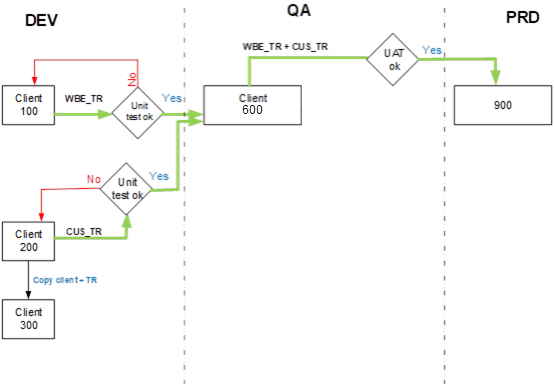 DEV
QA
PRD
WBE_TR + CUS_TR
UAT
ok
Yes
No
Client
100
WBE_TR
Unit
test ok
Yes
Client
600
900
No
Unit
test ok
Yes
Client
200
CUS_TR
Copy client + TR
Client
300